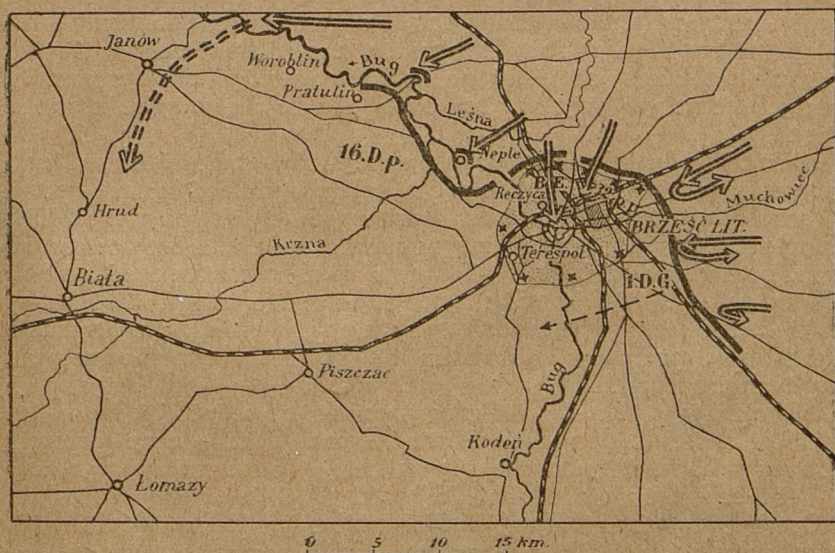 Janów
Woroblin
Bug
Pratulin
Leśna
16.D.p.
Neple
B.E.
Reczyca
Muchowiec
Hrud
BRZEŚĆ LIT.
Krzna
Terespol
Biała
1.D.G.
Bug
Piszczac
Kodeń
Łomazy
0 5 10 15 km.